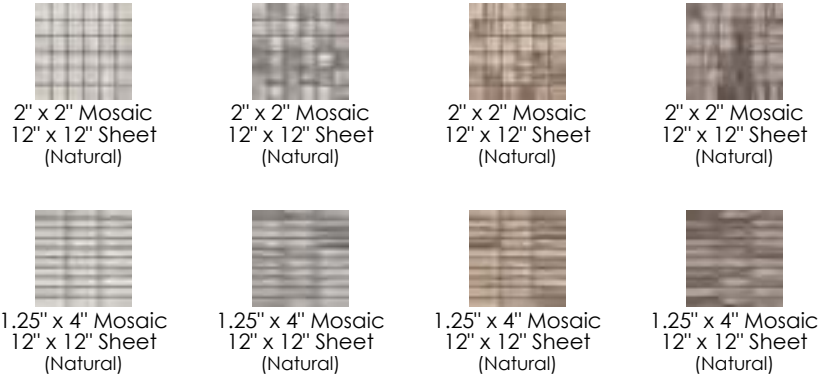 2" x 2" Mosaic
12" x 12" Sheet
(Natural)
2" x 2" Mosaic
12" x 12" Sheet
(Natural)
2" x 2" Mosaic
12" x 12" Sheet
(Natural)
2" x 2" Mosaic
12" x 12" Sheet
(Natural)
1.25" x 4" Mosaic
12" x 12" Sheet
(Natural)
1.25" x 4" Mosaic
12" x 12" Sheet
(Natural)
1.25" x 4" Mosaic
12" x 12" Sheet
(Natural)
1.25" x 4" Mosaic
12" x 12" Sheet
(Natural)